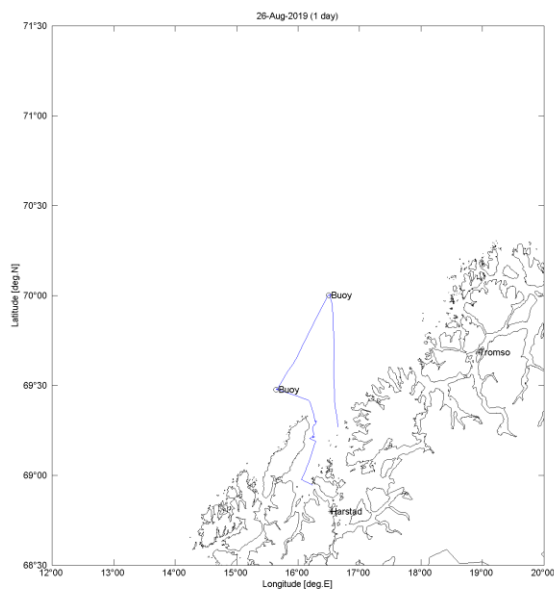 26-Aug-2019 (1 day)
71°30
71°00
70°30
70°00
69°30
69°00
68°30
Latitude [deg.N]
Buoy
Buoy
Tromso
Harstad
12°00 13°00 14°00 15°00 16°00 17°00 18°00 19°00 20°00
Longitude [deg.E]